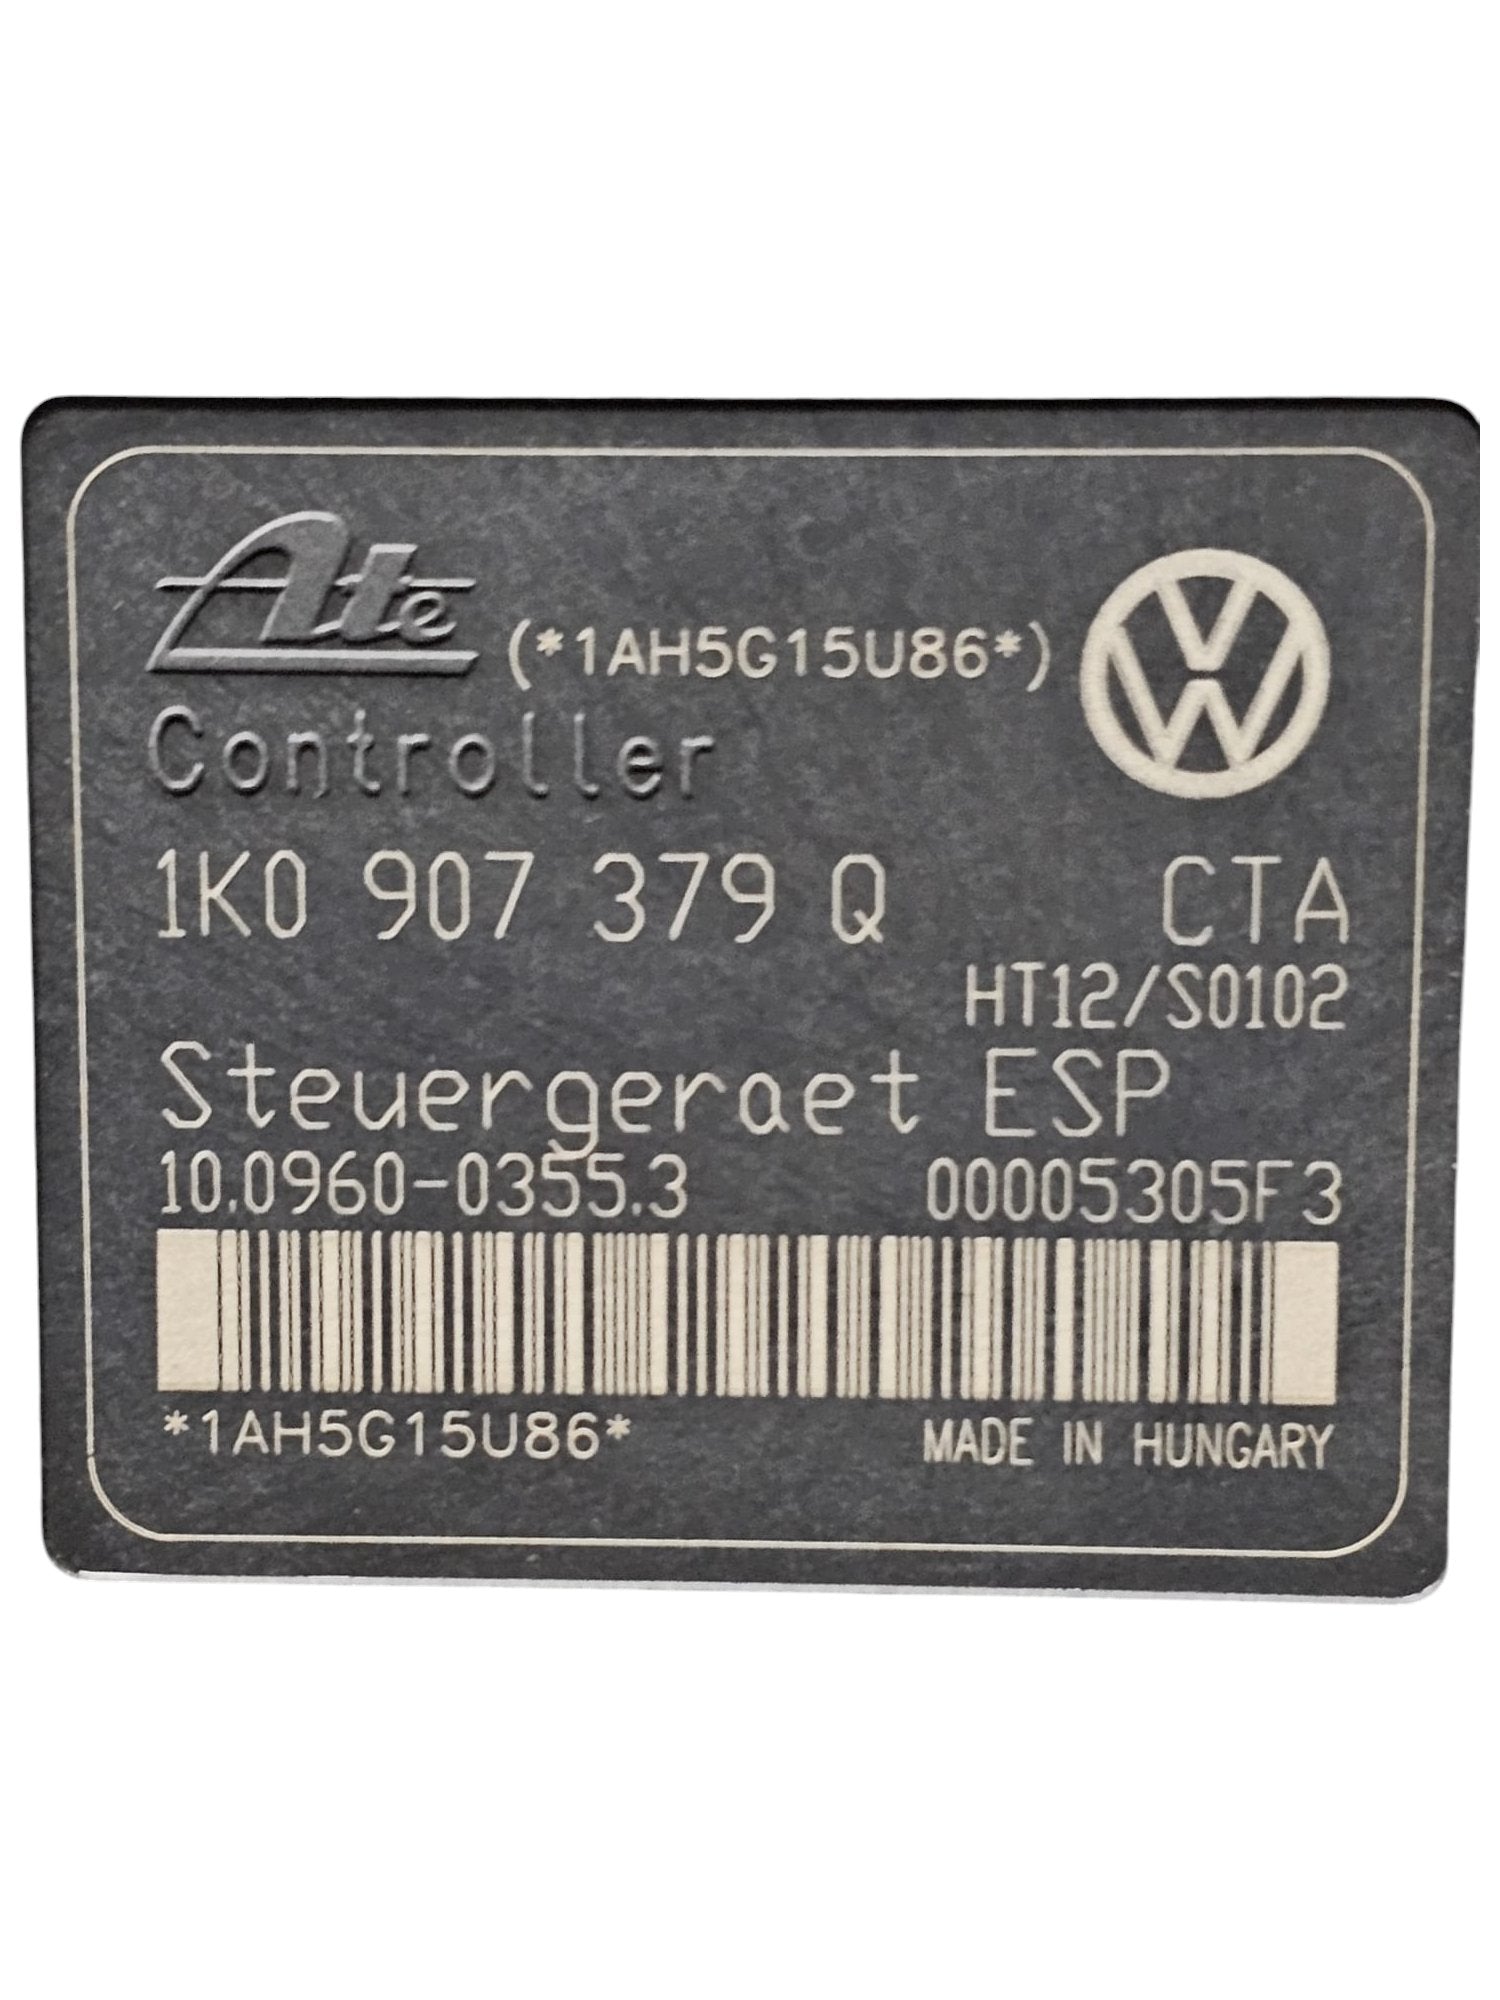 Ate (*1AH5G15U86*)
Controller
1K0 907 379 Q CTA
HT12/S0102
Steuergeraet ESP
10.0960-0355.3 00005305F3
*1AH5G15U86* MADE IN HUNGARY